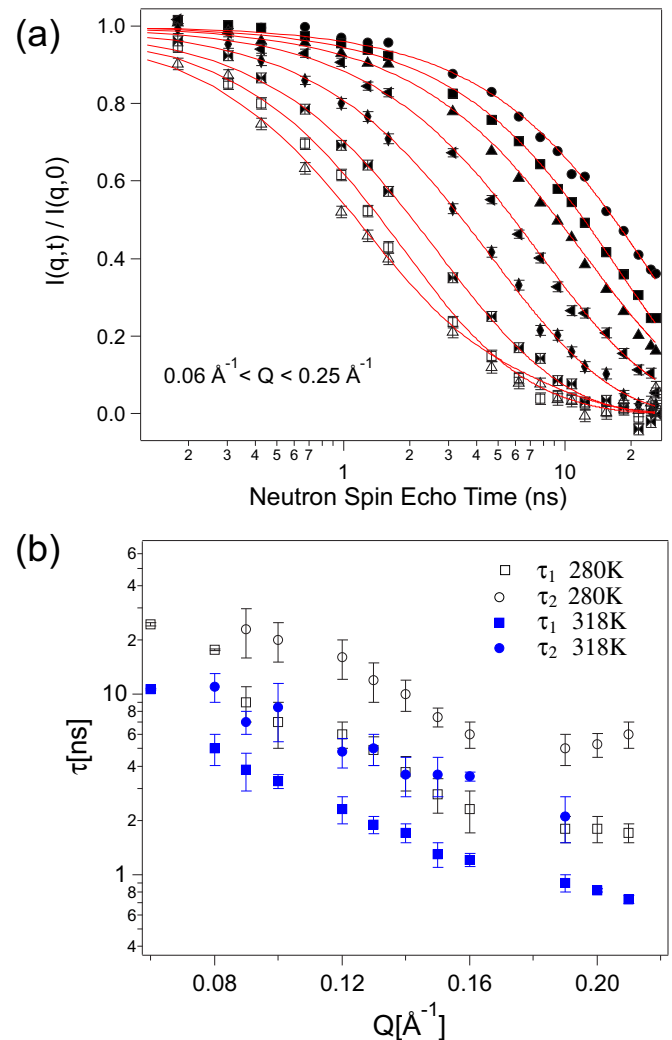 (a)
1.0
0.8
0.6
0.4
0.2
0.0
I(q,t) / I(q,0)
0.06 Å⁻¹ < Q < 0.25 Å⁻¹
2 3 4 5 6 7 1 2 3 4 5 6 7 10 2
Neutron Spin Echo Time (ns)
(b)
τ₁ 280K
τ₂ 280K
τ₁ 318K
τ₂ 318K
6
4
2
10
8
6
4
2
1
8
6
4
τ[ns]
0.08 0.12 0.16 0.20
Q[Å⁻¹]